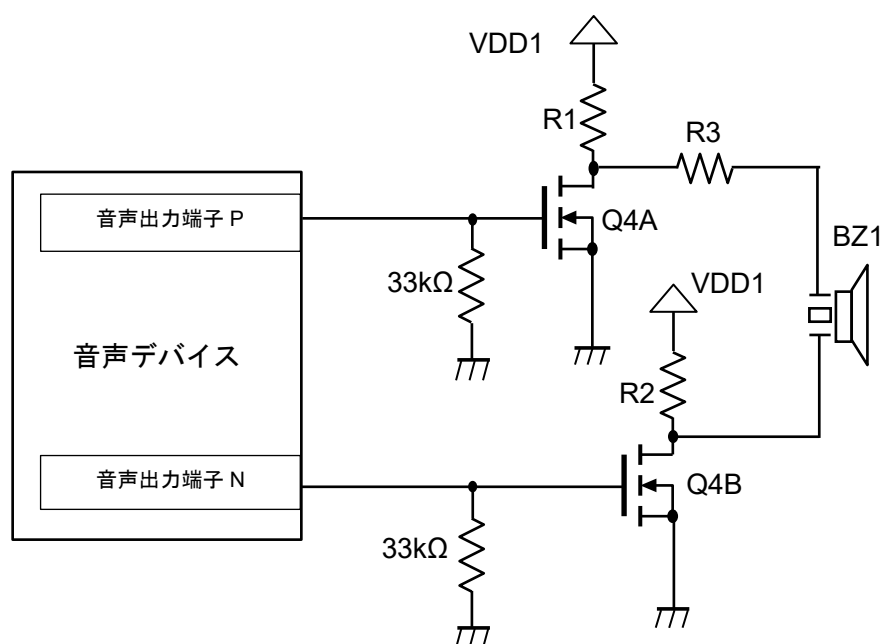 VDD1
R1
R3
音声出力端子 P
Q4A
BZ1
33kΩ
VDD1
音声デバイス
R2
音声出力端子 N
Q4B
33kΩ